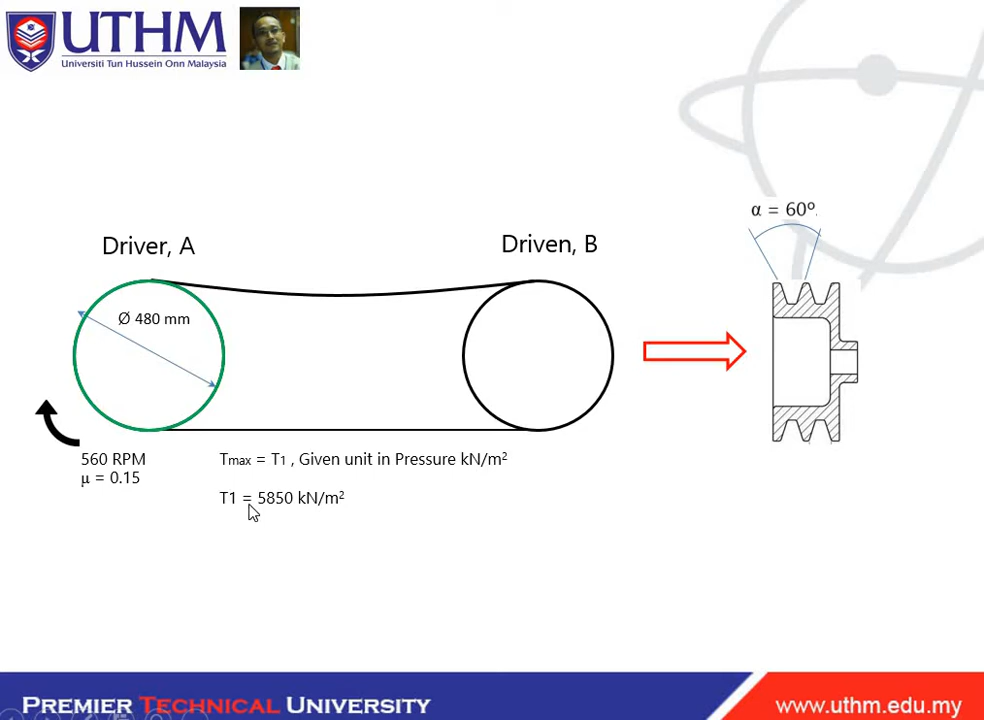 UTHM
Universiti Tun Hussein Onn Malaysia
α = 60º
Driver, A
Driven, B
Ø 480 mm
560 RPM
μ = 0.15
Tmax = T1 , Given unit in Pressure kN/m²
T1 = 5850 kN/m²
PREMIER TECHNICAL UNIVERSITY
www.uthm.edu.my